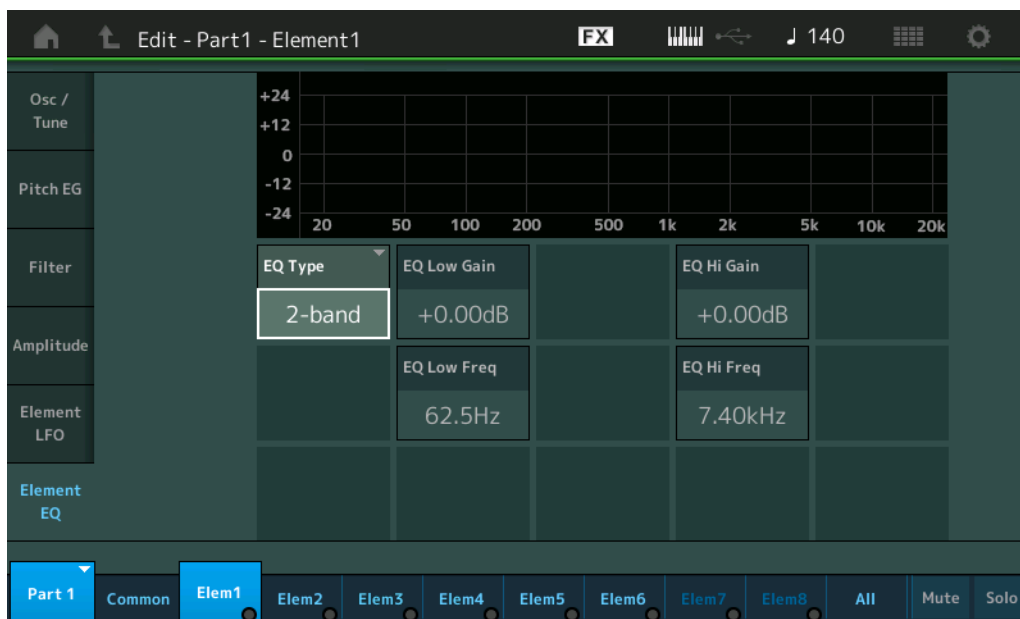 Edit - Part1 - Element1
FX
140
Osc /
Tune
Pitch EG
Filter
Amplitude
Element
LFO
Element
EQ
+24
+12
0
-12
-24
20 50 100 200 500 1k 2k 5k 10k 20k
EQ Type
2-band
EQ Low Gain
+0.00dB
EQ Hi Gain
+0.00dB
EQ Low Freq
62.5Hz
EQ Hi Freq
7.40kHz
Part 1 Common Elem1 Elem2 Elem3 Elem4 Elem5 Elem6 Elem7 Elem8 All Mute Solo